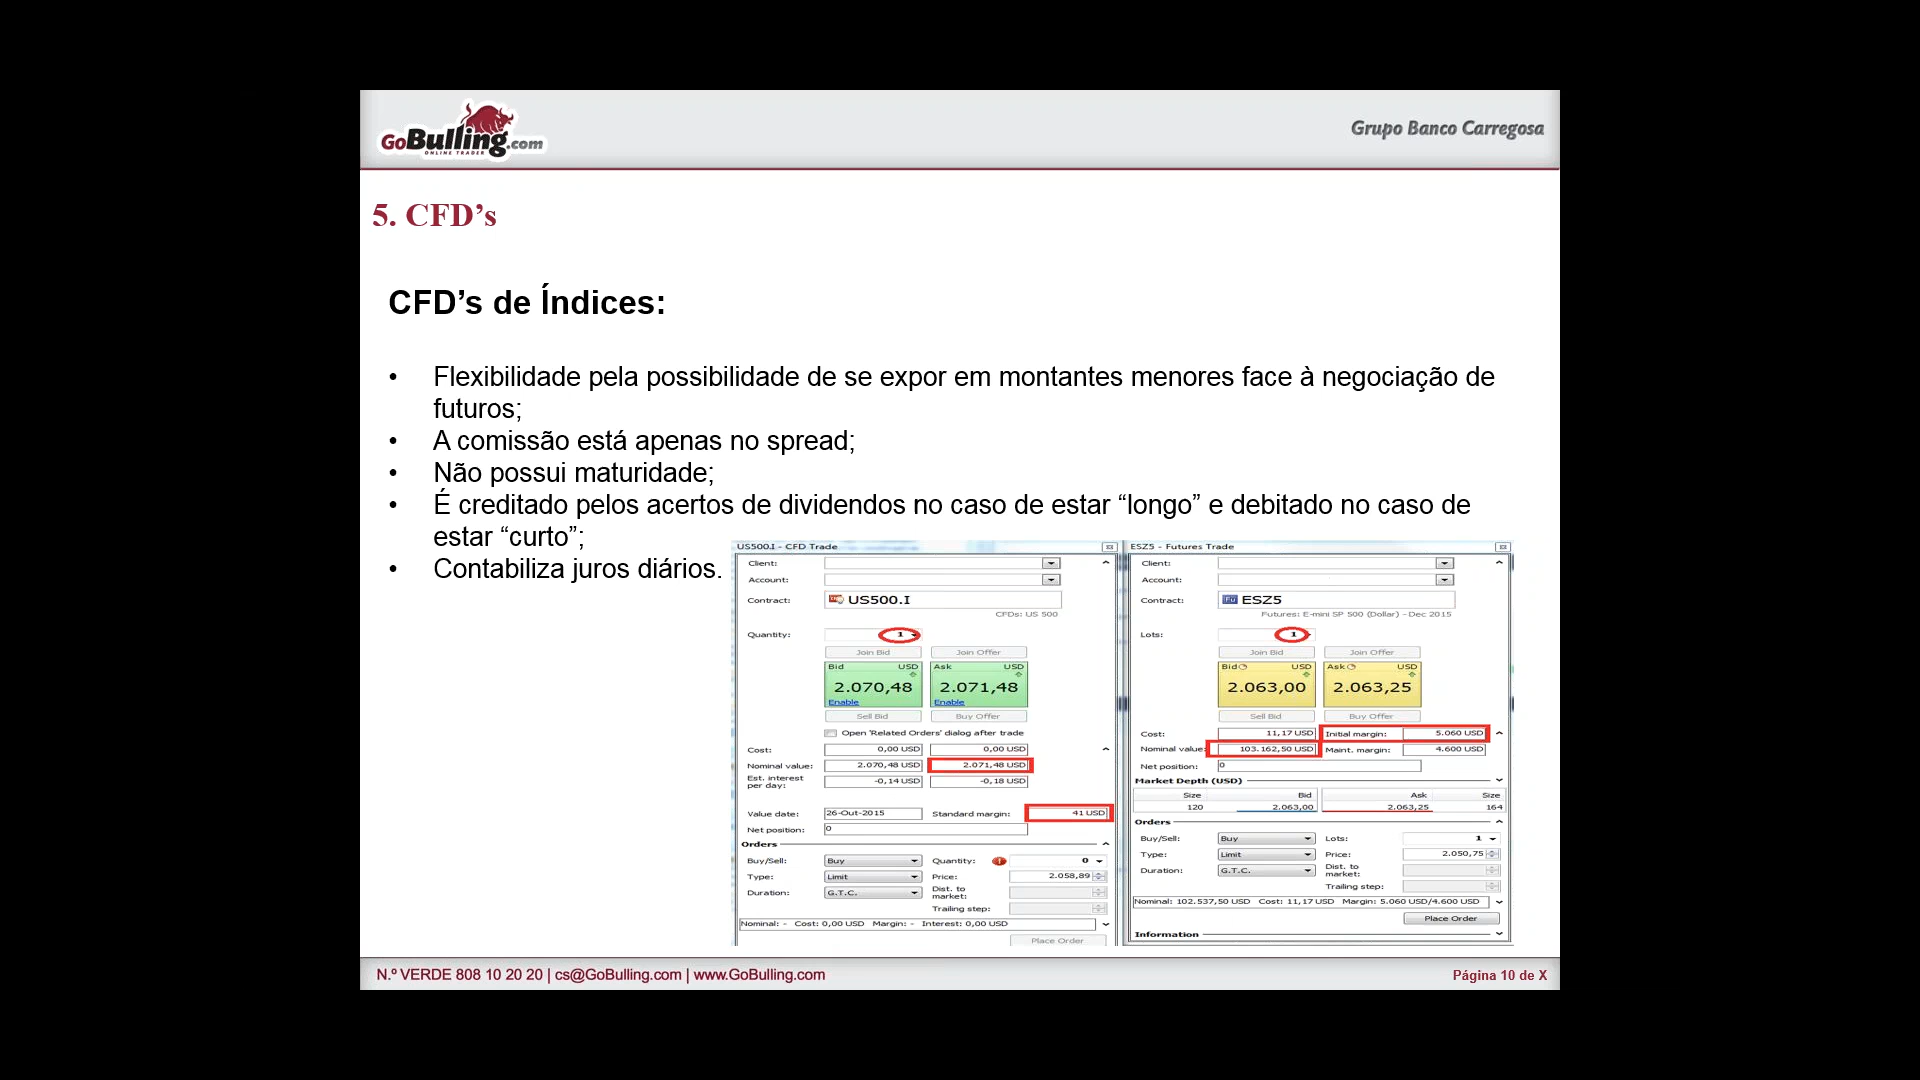 GoBulling.com
ONLINE TRADER
Grupo Banco Carregosa
5. CFD’s
CFD’s de Índices:
• Flexibilidade pela possibilidade de se expor em montantes menores face à negociação de
futuros;
• A comissão está apenas no spread;
• Não possui maturidade;
• É creditado pelos acertos de dividendos no caso de estar “longo” e debitado no caso de
estar “curto”;
• Contabiliza juros diários.
US500.I - CFD Trade
Client:
Account:
Contract: US500.I
CFDs: US 500
Quantity: 1
Join Bid Join Offer
Bid USD Ask USD
2.070,48 2.071,48
Enable Enable
Sell Bid Buy Offer
Open 'Related Orders' dialog after trade
Cost: 0,00 USD 0,00 USD
Nominal value: 2.070,48 USD 2.071,48 USD
Est. interest
per day: -0,14 USD -0,18 USD
Value date: 26-Out-2015 Standard margin: 41 USD
Net position: 0
Orders
Buy/Sell: Buy Quantity: 0
Type: Limit Price: 2.058,89
Duration: G.T.C. Dist. to
market:
Trailing step:
Nominal: - Cost: 0,00 USD Margin: - Interest: 0,00 USD
Place Order
ESZ5 - Futures Trade
Client:
Account:
Contract: Fu ESZ5
Futures: E-mini SP 500 (Dollar) - Dec 2015
Lots: 1
Join Bid Join Offer
Bid USD Ask USD
2.063,00 2.063,25
Sell Bid Buy Offer
Cost: 11,17 USD Initial margin: 5.060 USD
Nominal value: 103.162,50 USD Maint. margin: 4.600 USD
Net position: 0
Market Depth (USD)
Size Bid Ask Size
120 2.063,00 2.063,25 164
Orders
Buy/Sell: Buy Lots: 1
Type: Limit Price: 2.050,75
Duration: G.T.C. Dist. to
market:
Trailing step:
Nominal: 102.537,50 USD Cost: 11,17 USD Margin: 5.060 USD/4.600 USD
Place Order
Information
N.º VERDE 808 10 20 20 | cs@GoBulling.com | www.GoBulling.com
Página 10 de X